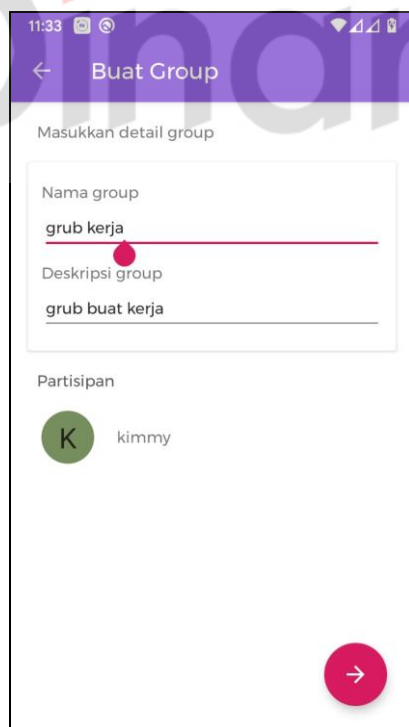 11:33
Buat Group
Masukkan detail group
Nama group
grub kerja
Deskripsi group
grub buat kerja
Partisipan
K
kimmy